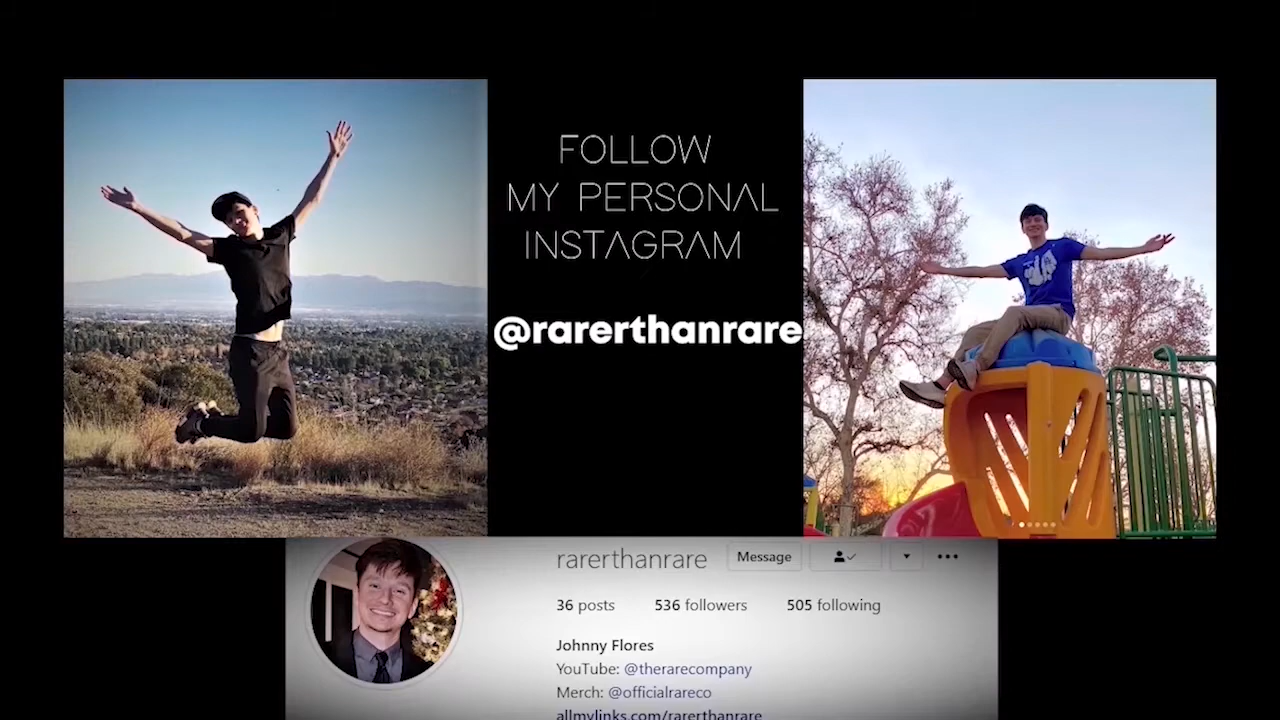 FOLLOW
MY PERSONAL
INSTAGRAM
@rarerthanrare
rarerthanrare Message
36 posts 536 followers 505 following
Johnny Flores
YouTube: @therarecompany
Merch: @officialrareco
allmylinks.com/rarerthanrare